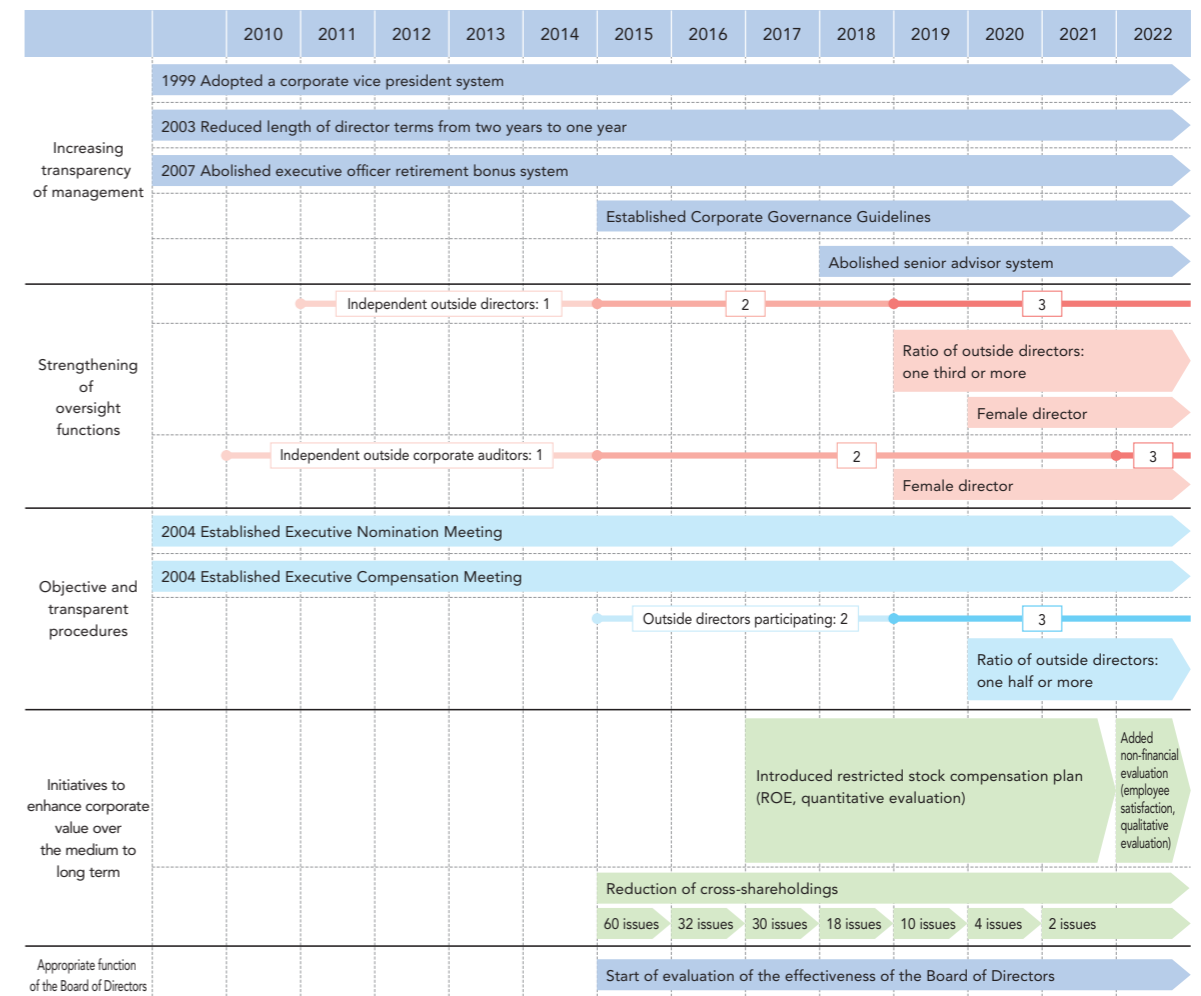 2010 2011 2012 2013 2014 2015 2016 2017 2018 2019 2020 2021 2022
Increasing
transparency
of management
1999 Adopted a corporate vice president system
2003 Reduced length of director terms from two years to one year
2007 Abolished executive officer retirement bonus system
Established Corporate Governance Guidelines
Abolished senior advisor system
Strengthening
of
oversight
functions
Independent outside directors: 1 2 3
Ratio of outside directors:
one third or more
Female director
Independent outside corporate auditors: 1 2 3
Female director
Objective and
transparent
procedures
2004 Established Executive Nomination Meeting
2004 Established Executive Compensation Meeting
Outside directors participating: 2 3
Ratio of outside directors:
one half or more
Initiatives to
enhance corporate
value over
the medium to
long term
Introduced restricted stock compensation plan
(ROE, quantitative evaluation)
Added
non-financial
evaluation
(employee
satisfaction,
qualitative
evaluation)
Reduction of cross-shareholdings
60 issues 32 issues 30 issues 18 issues 10 issues 4 issues 2 issues
Appropriate function
of the Board of Directors
Start of evaluation of the effectiveness of the Board of Directors